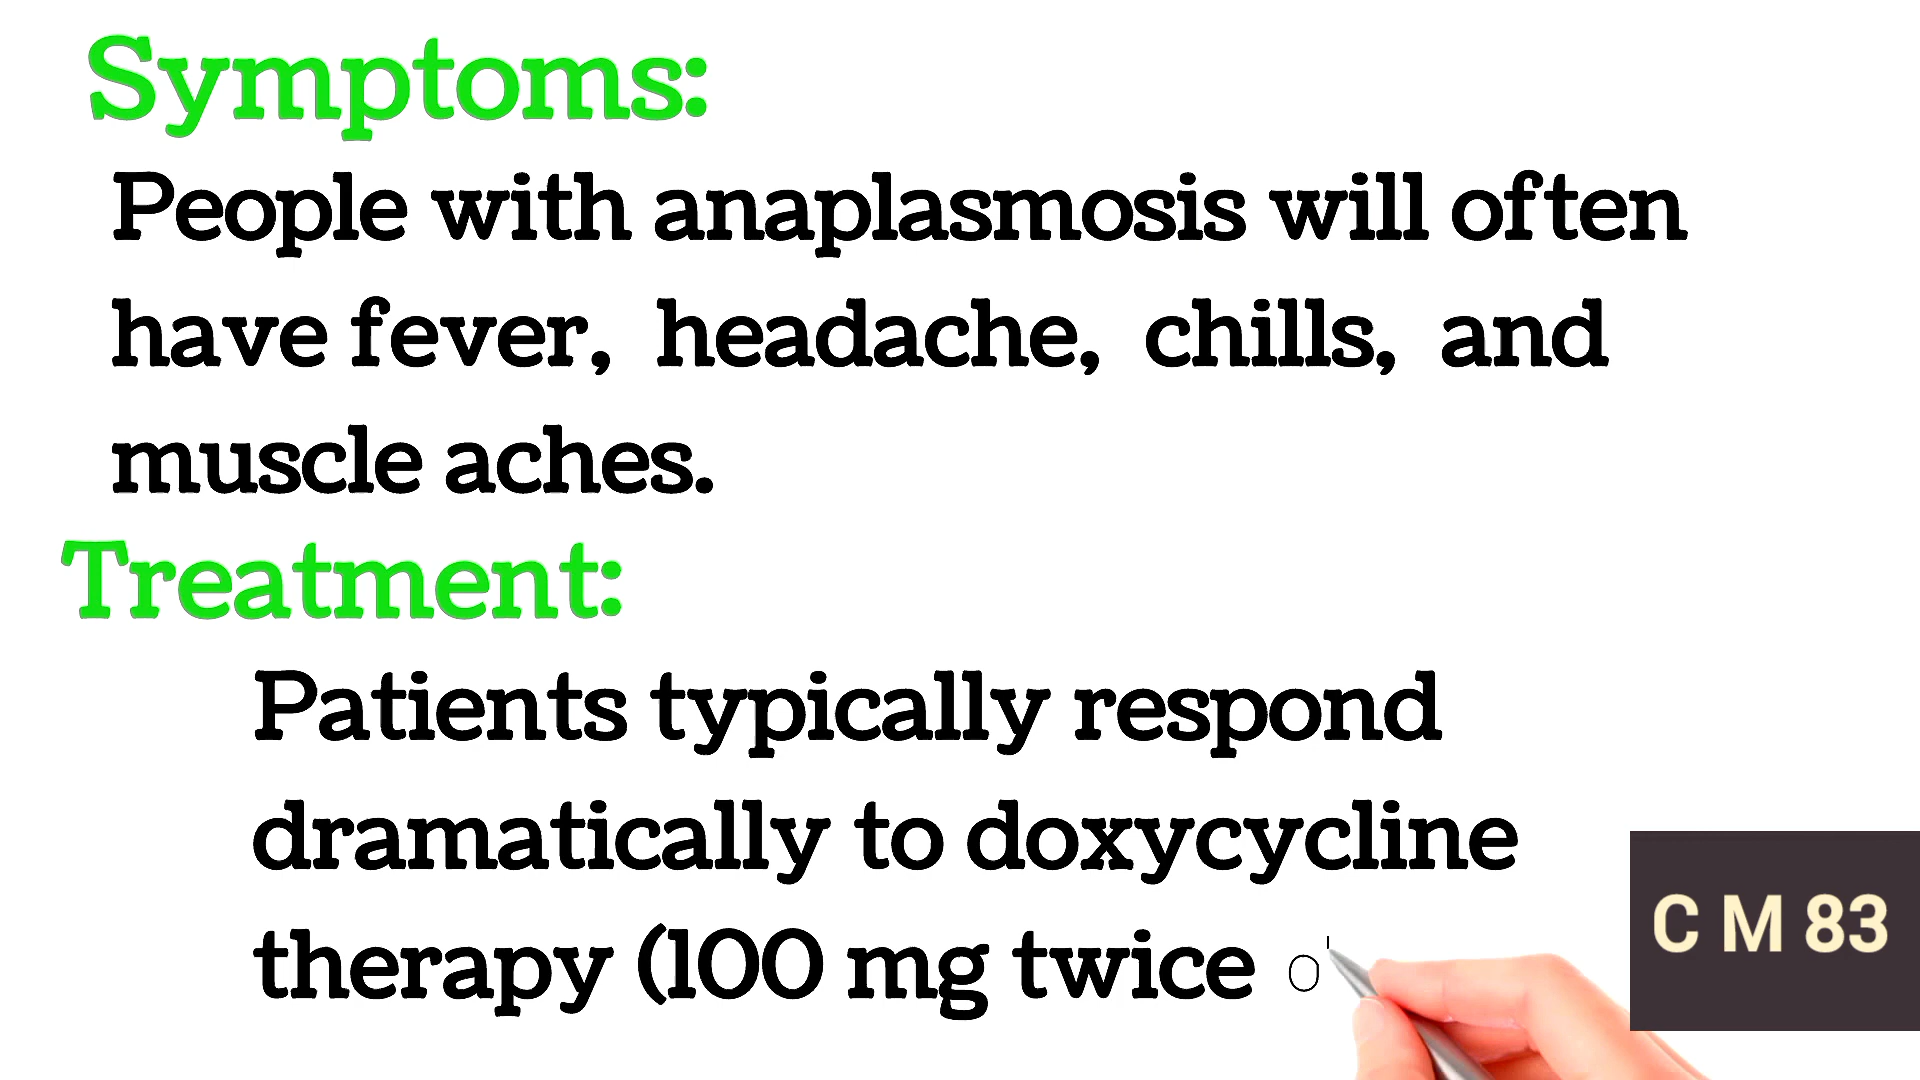 Symptoms:
People with anaplasmosis will often
have fever, headache, chills, and
muscle aches.
Treatment:
Patients typically respond
dramatically to doxycycline
therapy (100 mg twice
C M 83